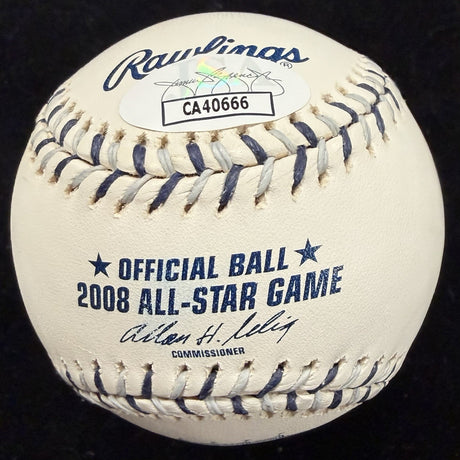 Rawlings®
CA40666
★ OFFICIAL BALL ★
2008 ALL-STAR GAME
Allan H. Selig
COMMISSIONER